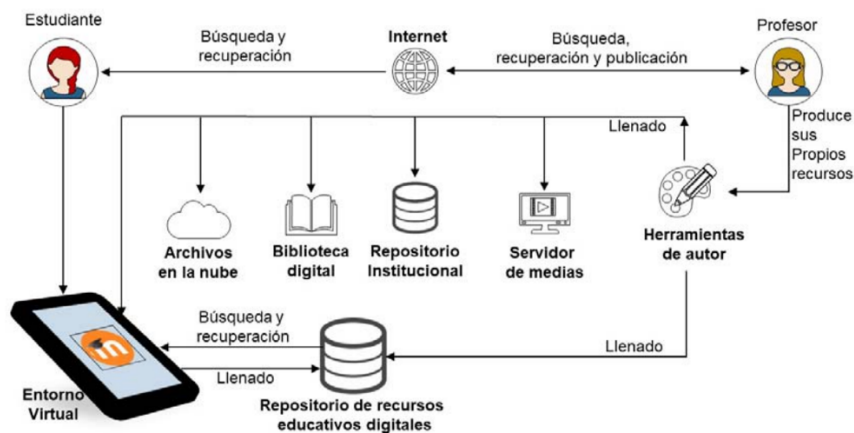 Estudiante
Búsqueda y
recuperación
Internet
Búsqueda,
recuperación y publicación
Profesor
Produce
sus
Propios
recursos
Llenado
Archivos
en la nube
Biblioteca
digital
Repositorio
Institucional
Servidor
de medias
Herramientas
de autor
Búsqueda y
recuperación
Llenado
Llenado
Entorno
Virtual
Repositorio de recursos
educativos digitales